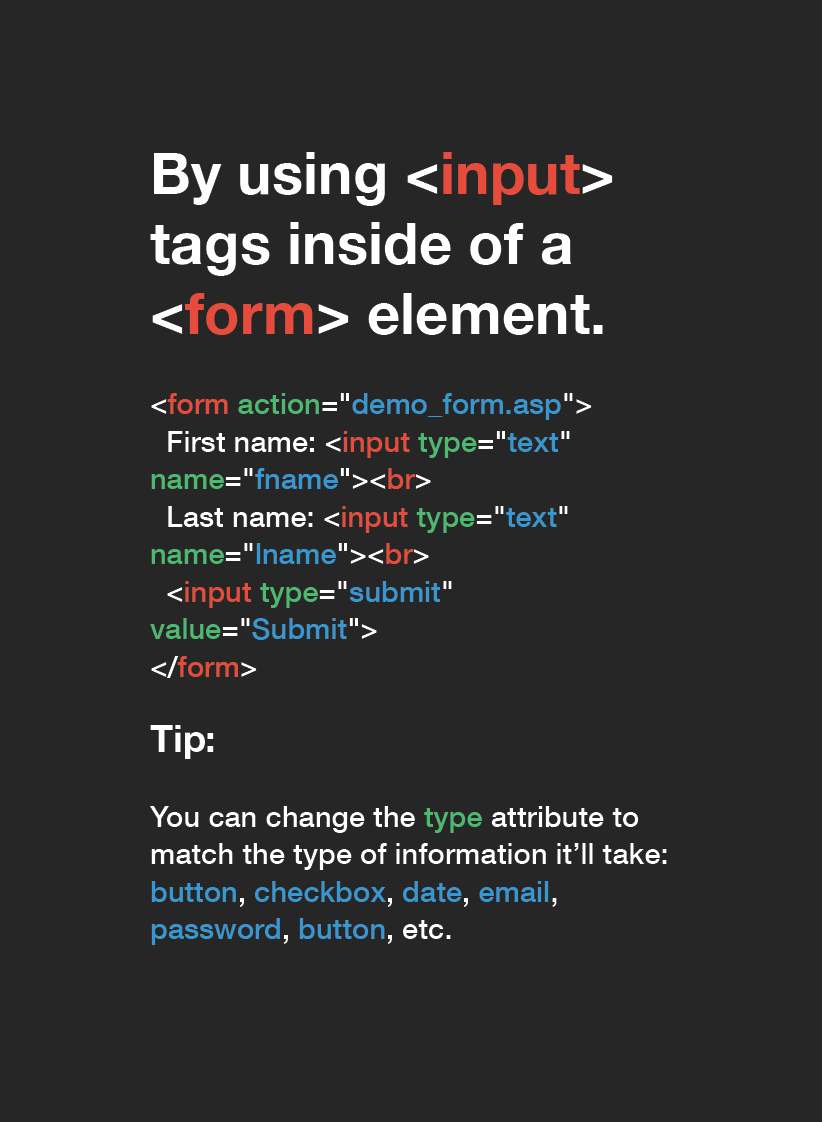 By using <input>
tags inside of a
<form> element.
<form action="demo_form.asp">
  First name: <input type="text"
name="fname"><br>
  Last name: <input type="text"
name="lname"><br>
  <input type="submit"
value="Submit">
</form>
Tip:
You can change the type attribute to
match the type of information it’ll take:
button, checkbox, date, email,
password, button, etc.